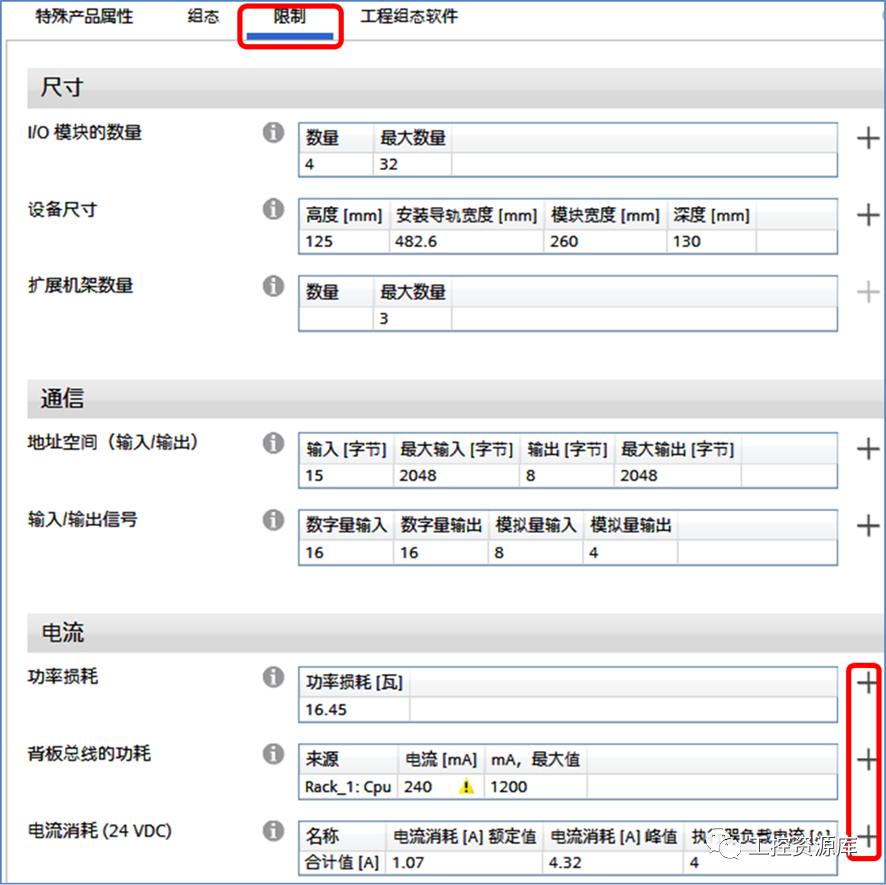 特殊产品属性 组态 限制 工程组态软件
尺寸
I/O 模块的数量
数量 最大数量
4 32
设备尺寸
高度 [mm] 安装导轨宽度 [mm] 模块宽度 [mm] 深度 [mm]
125 482.6 260 130
扩展机架数量
数量 最大数量
3
通信
地址空间（输入/输出）
输入 [字节] 最大输入 [字节] 输出 [字节] 最大输出 [字节]
15 2048 8 2048
输入/输出信号
数字量输入 数字量输出 模拟量输入 模拟量输出
16 16 8 4
电流
功率损耗
功率损耗 [瓦]
16.45
背板总线的功耗
来源 电流 [mA] mA，最大值
Rack_1: Cpu 240 1200
电流消耗 (24 VDC)
名称 电流消耗 [A] 额定值 电流消耗 [A] 峰值 执行器负载电流 [A]
合计值 [A] 1.07 4.32 4
工控资源库